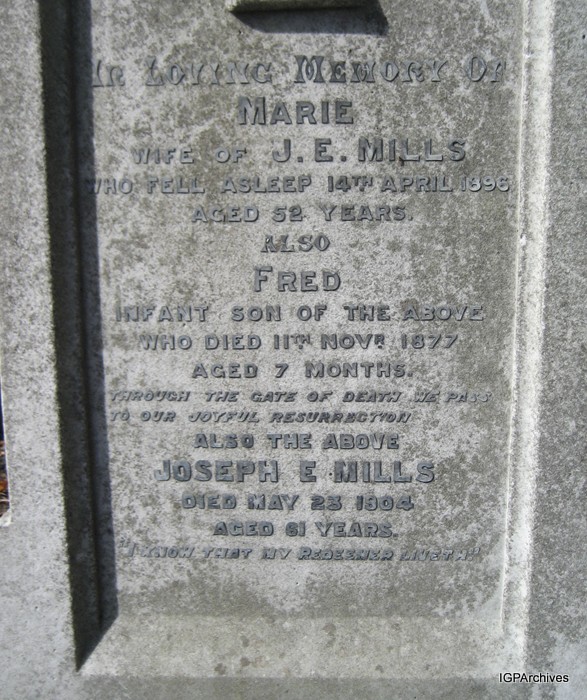 IN LOVING MEMORY OF
MARIE
WIFE OF J. E. MILLS
WHO FELL ASLEEP 14TH APRIL 1896
AGED 52 YEARS.
ALSO
FRED
INFANT SON OF THE ABOVE
WHO DIED 11TH NOVR 1877
AGED 7 MONTHS.
THROUGH THE GATE OF DEATH WE PASS
TO OUR JOYFUL RESURRECTION
ALSO THE ABOVE
JOSEPH E MILLS
DIED MAY 23 1904
AGED 61 YEARS.
"I KNOW THAT MY REDEEMER LIVETH"
IGPArchives